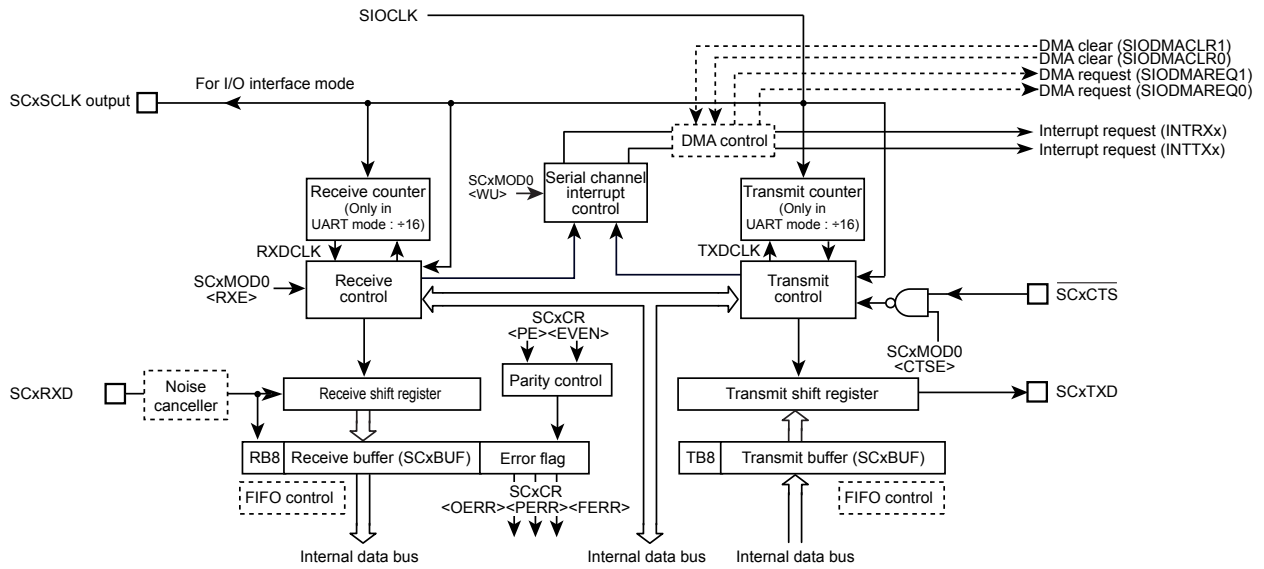 SIOCLK
DMA clear (SIODMACLR1)
DMA clear (SIODMACLR0)
DMA request (SIODMAREQ1)
DMA request (SIODMAREQ0)
For I/O interface mode
SCxSCLK output
DMA control
Interrupt request (INTRXx)
Interrupt request (INTTXx)
Receive counter
(Only in
UART mode : ÷16)
SCxMOD0
<WU>
Serial channel
interrupt
control
Transmit counter
(Only in
UART mode : ÷16)
RXDCLK
TXDCLK
SCxMOD0
<RXE>
Receive
control
Transmit
control
SCxCTS
SCxCR
<PE><EVEN>
SCxMOD0
<CTSE>
SCxRXD
Noise
canceller
Receive shift register
Parity control
Transmit shift register
SCxTXD
RB8
Receive buffer (SCxBUF)
Error flag
TB8
Transmit buffer (SCxBUF)
FIFO control
SCxCR
<OERR><PERR><FERR>
FIFO control
Internal data bus
Internal data bus
Internal data bus